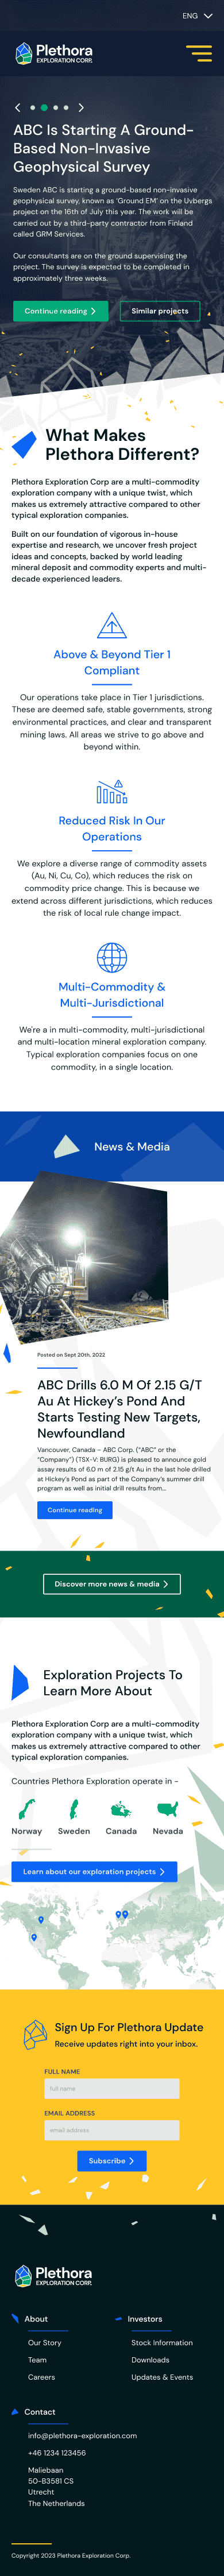 ENG
Plethora
EXPLORATION CORP.
ABC Is Starting A Ground-
Based Non-Invasive
Geophysical Survey
Sweden ABC is starting a ground-based non-invasive
geophysical survey, known as 'Ground EM' on the Uvbergs
project on the 16th of July this year. The work will be
carried out by a third-party contractor from Finland
called GRM Services.
Our consultants are on the ground supervising the
project. The survey is expected to be completed in
approximately three weeks.
Continue reading
Similar projects
What Makes
Plethora Different?
Plethora Exploration Corp are a multi-commodity
exploration company with a unique twist, which
makes us extremely attractive compared to other
typical exploration companies.
Built on our foundation of vigorous in-house
expertise and research, we uncover fresh project
ideas and concepts, backed by world leading
mineral deposit and commodity experts and multi-
decade experienced leaders.
Above & Beyond Tier 1
Compliant
Our operations take place in Tier 1 jurisdictions.
These are deemed safe, stable governments, strong
environmental policies, and clear and transparent
mining laws. All areas we strive to go above and
beyond within.
Reduced Risk In Our
Operations
We explore a diverse range of commodity assets
(Au, Ni, Cu, Co), which reduces the risk on
commodity price change. This is because we
extend across different jurisdictions, which reduces
the risk of local rule change impact.
Multi-Commodity &
Multi-Jurisdictional
We're a in multi-commodity, multi-jurisdictional
and multi-location mineral exploration company.
Typical exploration companies focus on one
commodity, in a single location.
News & Media
Posted on Sept 20th, 2022
ABC Drills 6.0 M Of 2.15 G/T
Au At Hickey's Pond And
Starts Testing New Targets,
Newfoundland
Vancouver, Canada – ABC Corp. ("ABC" or the
"Company") (TSX-V: BURG) is pleased to announce gold
assay results of 6.0 m of 2.15 g/t Au in the last hole drilled
at Hickey's Pond as part of the Company's summer drill
program as well as initial drill results from...
Continue reading
Discover more news & media
Exploration Projects To
Learn More About
Plethora Exploration Corp are a multi-commodity
exploration company with a unique twist, which
makes us extremely attractive compared to other
typical exploration companies.
Countries Plethora Exploration operate in -
Norway Sweden Canada Nevada
Learn about our exploration projects
Sign Up For Plethora Update
Receive updates right into your inbox.
FULL NAME
full name
EMAIL ADDRESS
email address
Subscribe
Plethora
EXPLORATION CORP.
About
Our Story
Team
Careers
Investors
Stock Information
Downloads
Updates & Events
Contact
info@plethora-exploration.com
+46 1234 123456
Maliebaan
50-B3581 CS
Utrecht
The Netherlands
Copyright 2023 Plethora Exploration Corp.